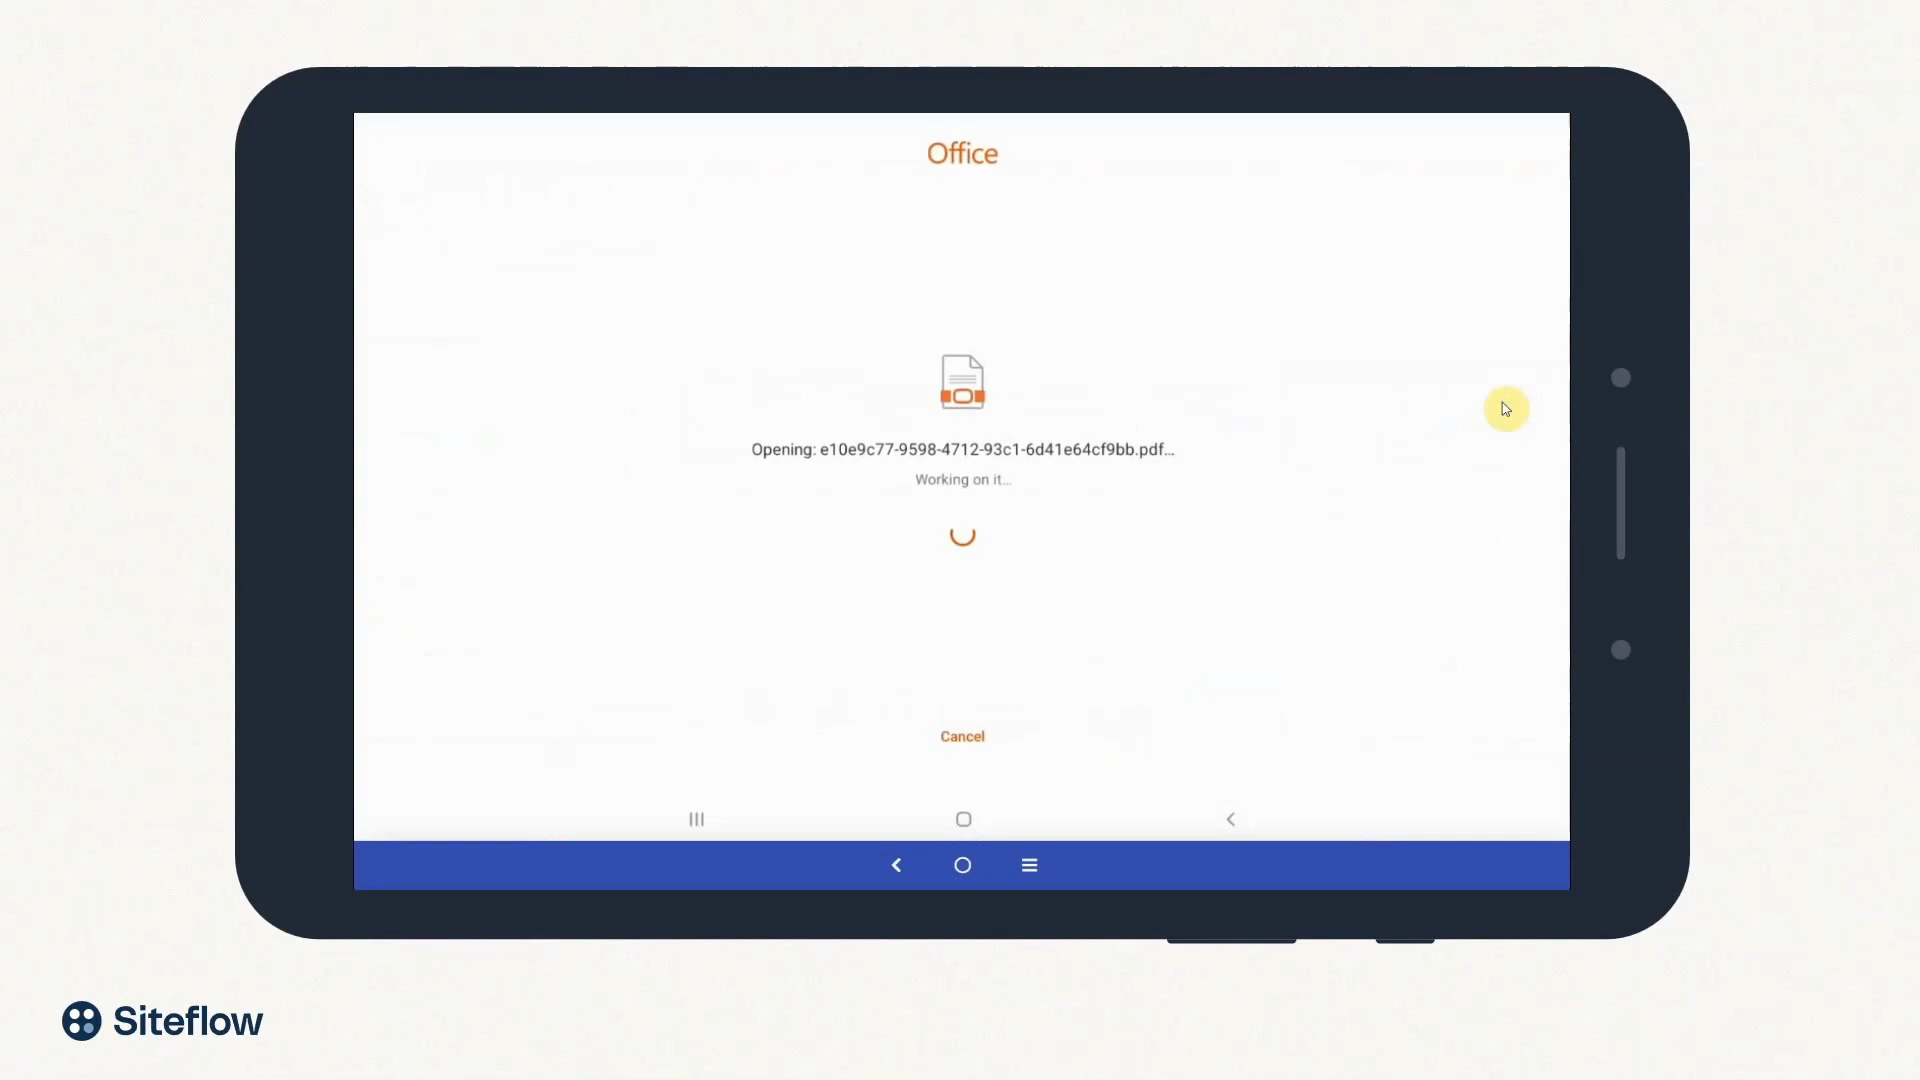 Office
Opening: e10e9c77-9598-4712-93c1-6d41e64cf9bb.pdf...
Working on it...
Cancel
Siteflow